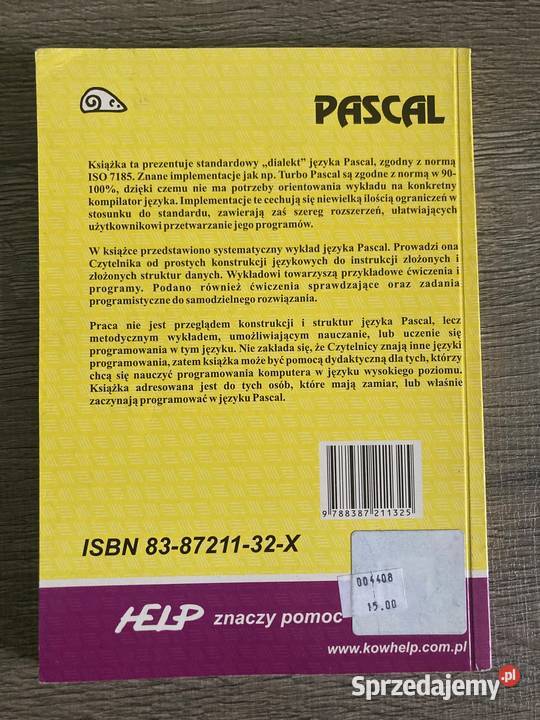 PASCAL
Książka ta prezentuje standardowy „dialekt” języka Pascal, zgodny z normą
ISO 7185. Znane implementacje jak np. Turbo Pascal są zgodne z normą w 90-
100%, dzięki czemu nie ma potrzeby orientowania wykładu na konkretny
kompilator języka. Implementacje te cechują się niewielką ilością ograniczeń w
stosunku do standardu, zawierają zaś szereg rozszerzeń, ułatwiających
użytkownikowi przetwarzanie jego programów.
W książce przedstawiono systematyczny wykład języka Pascal. Prowadzi ona
Czytelnika od prostych konstrukcji językowych do instrukcji złożonych i
złożonych struktur danych. Wykładowi towarzyszą przykładowe ćwiczenia i
programy. Podano również ćwiczenia sprawdzające oraz zadania
programistyczne do samodzielnego rozwiązania.
Praca nie jest przeglądem konstrukcji i struktur języka Pascal, lecz
metodycznym wykładem, umożliwiającym nauczanie, lub uczenie się
programowania w tym języku. Nie zakłada się, że Czytelnicy znają inne języki
programowania, zatem książka może być pomocą dydaktyczną dla tych, którzy
chcą się nauczyć programowania komputera w języku wysokiego poziomu.
Książka adresowana jest do tych osób, które mają zamiar, lub właśnie
zaczynają programować w języku Pascal.
9 788387 211325
ISBN 83-87211-32-X
004408
15.00
HELP znaczy pomoc
www.kowhelp.com.pl
Sprzedajemy.pl